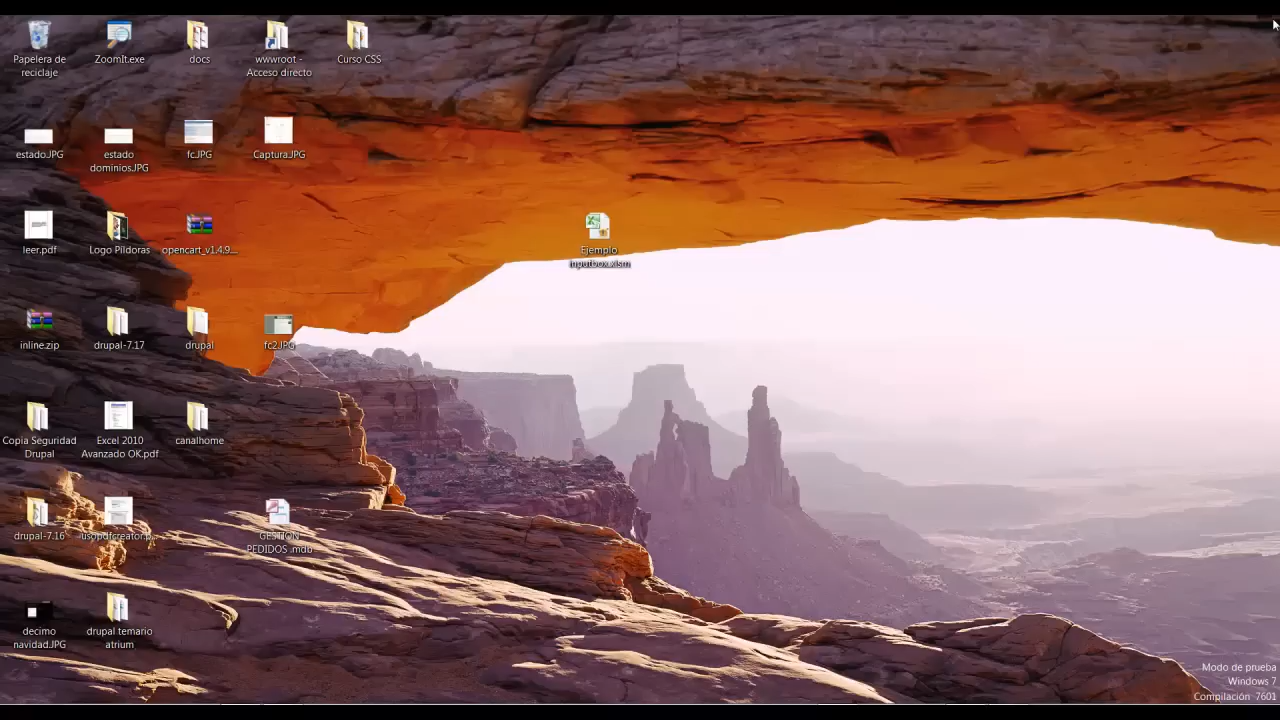 Papelera de
reciclaje
ZoomIt.exe
docs
wwwroot -
Acceso directo
Curso CSS
estado.JPG
estado
dominios.JPG
fc.JPG
Captura.JPG
leer.pdf
Logo Píldoras
opencart_v1.4.9....
Ejemplo
inputbox.xlsm
inline.zip
drupal-7.17
drupal
fc2.JPG
Copia Seguridad
Drupal
Excel 2010
Avanzado OK.pdf
canalhome
drupal-7.16
usopdfcreator.p...
GESTION
PEDIDOS .mdb
decimo
navidad.JPG
drupal temario
atrium
Modo de prueba
Windows 7
Compilación 7601